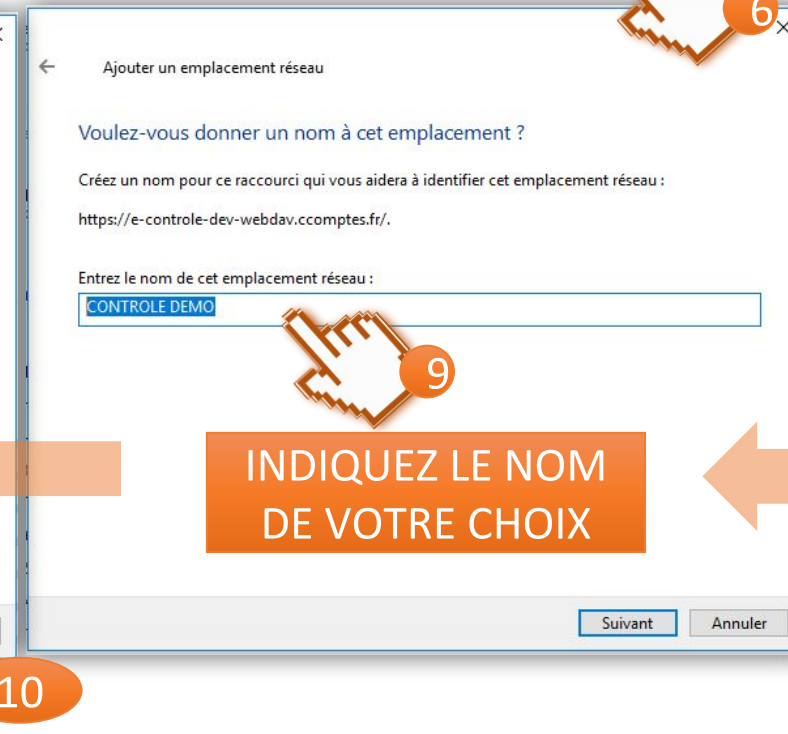 6
Ajouter un emplacement réseau
Voulez-vous donner un nom à cet emplacement ?
Créez un nom pour ce raccourci qui vous aidera à identifier cet emplacement réseau :
https://e-controle-dev-webdav.ccomptes.fr/.
Entrez le nom de cet emplacement réseau :
CONTROLE DEMO
9
INDIQUEZ LE NOM
DE VOTRE CHOIX
Suivant Annuler
10